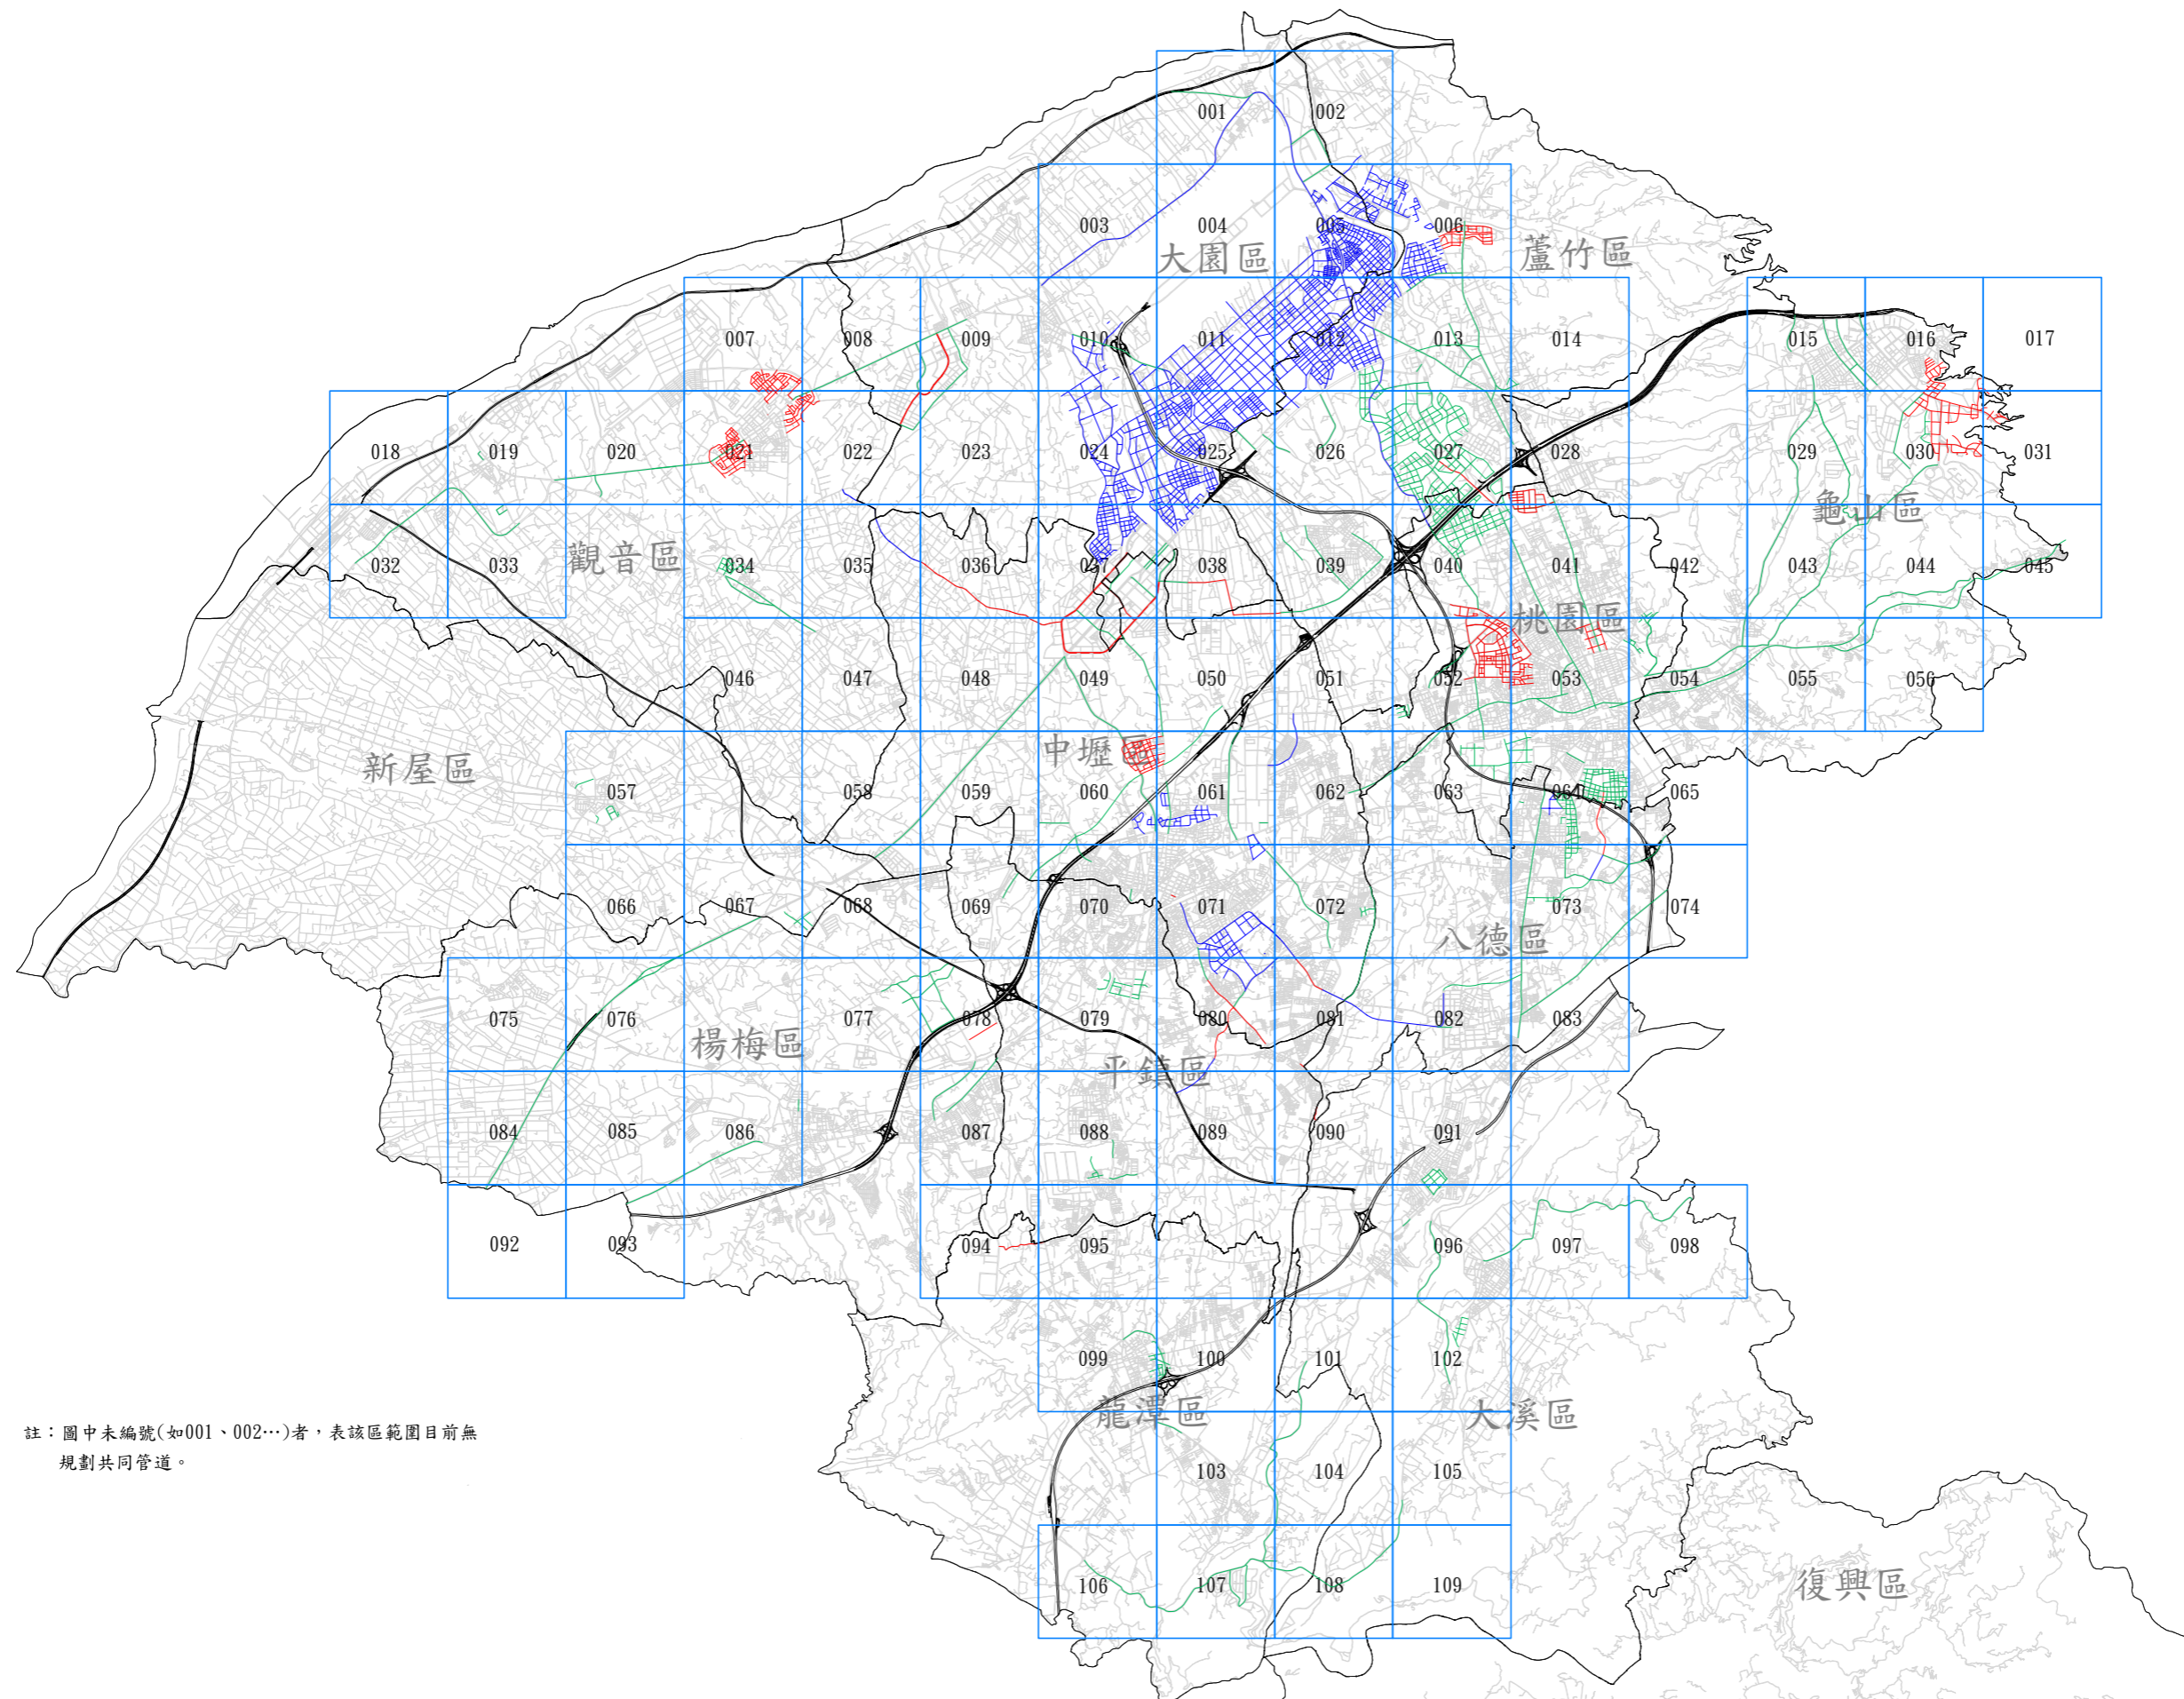 001 002
003 004 005 006
大園區 蘆竹區
007 008 009 010 011 012 013 014 015 016 017
018 019 020 021 022 023 024 025 026 027 028 029 030 031
龜山區
032 033 觀音區 034 035 036 037 038 039 040 041 042 043 044 045
桃園區
046 047 048 049 050 051 052 053 054 055 056
新屋區 中壢區
057 058 059 060 061 062 063 064 065
066 067 068 069 070 071 072 073 074
八德區
075 076 077 078 079 080 081 082 083
楊梅區 平鎮區
084 085 086 087 088 089 090 091
092 093 094 095 096 097 098
099 100 101 102
龍潭區 大溪區
註：圖中未編號(如001、002…)者，表該區範圍目前無
規劃共同管道。
103 104 105
106 107 108 109
復興區